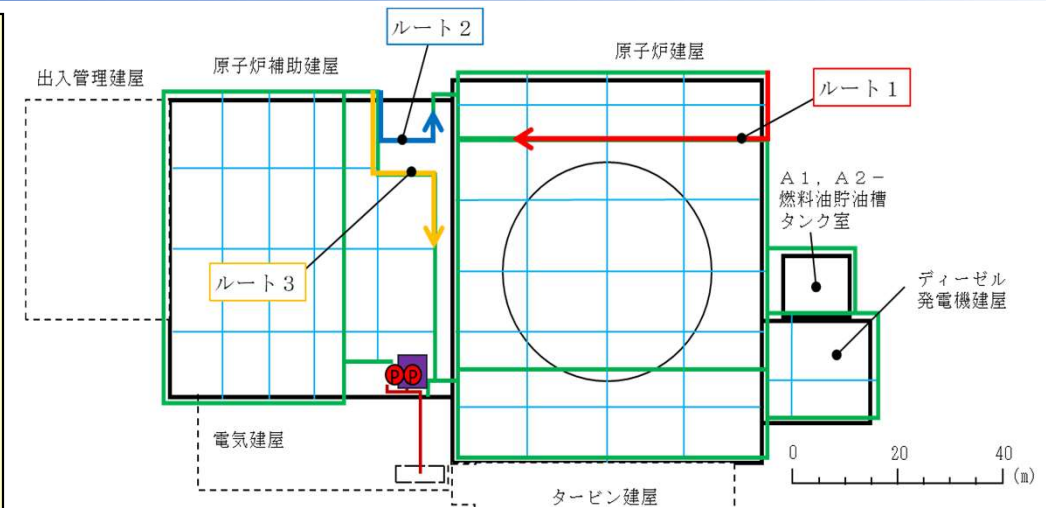 ルート2
原子炉建屋
原子炉補助建屋
出入管理建屋
ルート1
A1,A2-
燃料油貯油槽
タンク室
ルート3
ディーゼル
発電機建屋
P P
電気建屋
0 20 40
(m)
タービン建屋